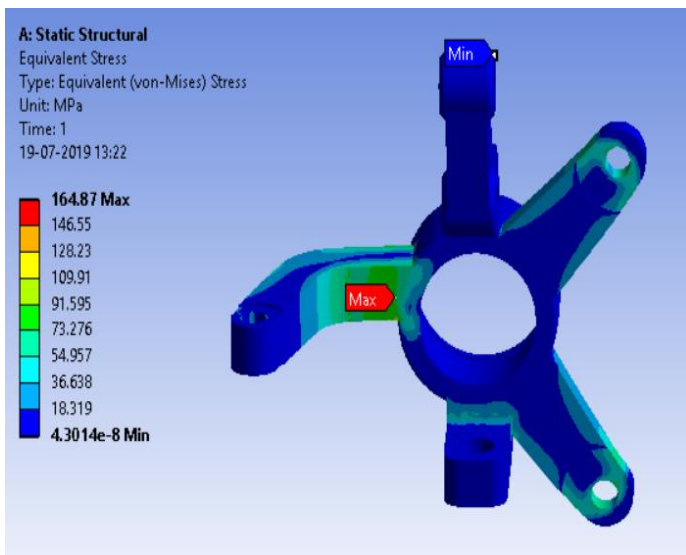 A: Static Structural
Equivalent Stress
Type: Equivalent (von-Mises) Stress
Unit: MPa
Time: 1
19-07-2019 13:22
164.87 Max
146.55
128.23
109.91
91.595
73.276
54.957
36.638
18.319
4.3014e-8 Min
Min
Max